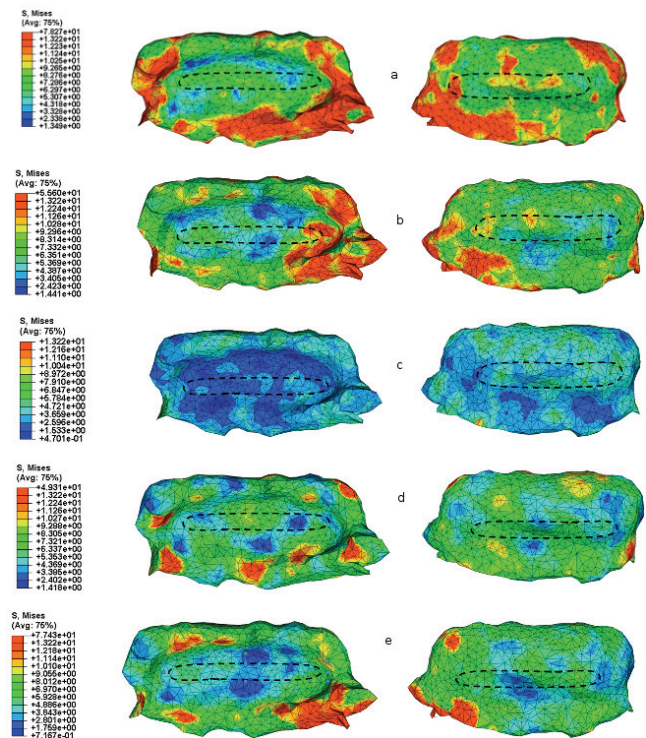 S, Mises
(Avg: 75%)
+7.827e+01
+1.322e+01
+1.223e+01
+1.124e+01
+1.025e+01
+9.265e+00
+8.276e+00
+7.286e+00
+6.297e+00
+5.307e+00
+4.318e+00
+3.328e+00
+2.338e+00
+1.349e+00
a
S, Mises
(Avg: 75%)
+5.560e+01
+1.322e+01
+1.224e+01
+1.126e+01
+1.028e+01
+9.296e+00
+8.314e+00
+7.332e+00
+6.351e+00
+5.369e+00
+4.387e+00
+3.405e+00
+2.423e+00
+1.441e+00
b
S, Mises
(Avg: 75%)
+1.322e+01
+1.216e+01
+1.110e+01
+1.004e+01
+8.972e+00
+7.910e+00
+6.847e+00
+5.784e+00
+4.721e+00
+3.659e+00
+2.596e+00
+1.533e+00
+4.701e-01
c
S, Mises
(Avg: 75%)
+4.931e+01
+1.322e+01
+1.224e+01
+1.126e+01
+1.027e+01
+9.288e+00
+8.305e+00
+7.321e+00
+6.337e+00
+5.353e+00
+4.369e+00
+3.385e+00
+2.402e+00
+1.418e+00
d
S, Mises
(Avg: 75%)
+7.743e+01
+1.322e+01
+1.218e+01
+1.114e+01
+1.010e+01
+9.055e+00
+8.012e+00
+6.970e+00
+5.928e+00
+4.886e+00
+3.843e+00
+2.801e+00
+1.759e+00
+7.167e-01
e